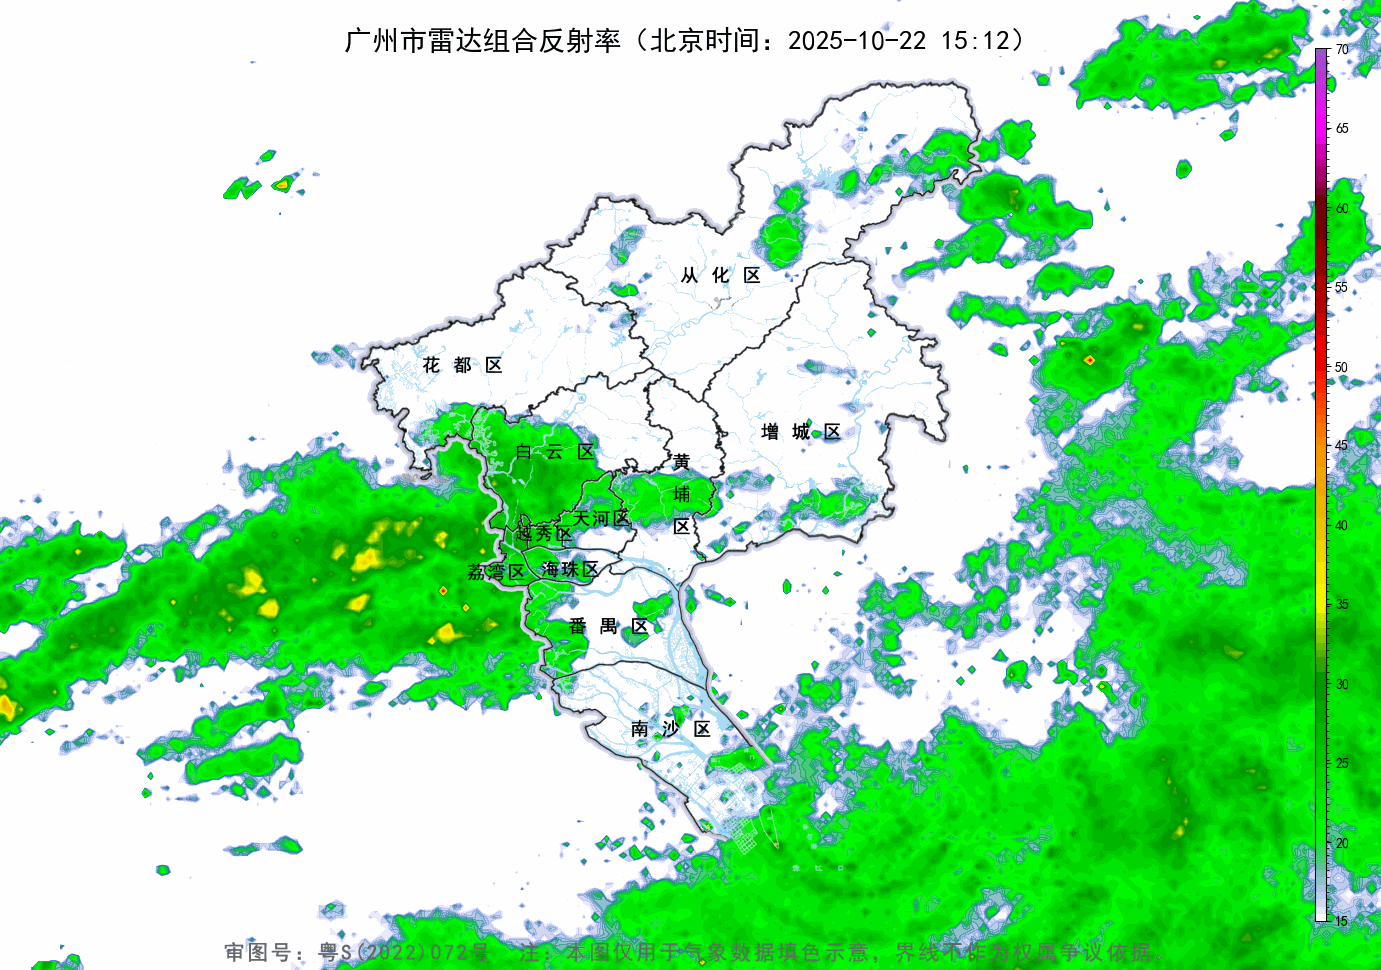 广州市雷达组合反射率（北京时间：2025-10-22 15:12）
70
65
60
55
50
45
40
35
30
25
20
15
从化区
花都区
增城区
白云区
黄埔区
天河区
越秀区
海珠区
荔湾区
番禺区
南沙区
审图号：粤S(2022)072号 注：本图仅用于气象数据填色示意，界线不作为权属争议依据。